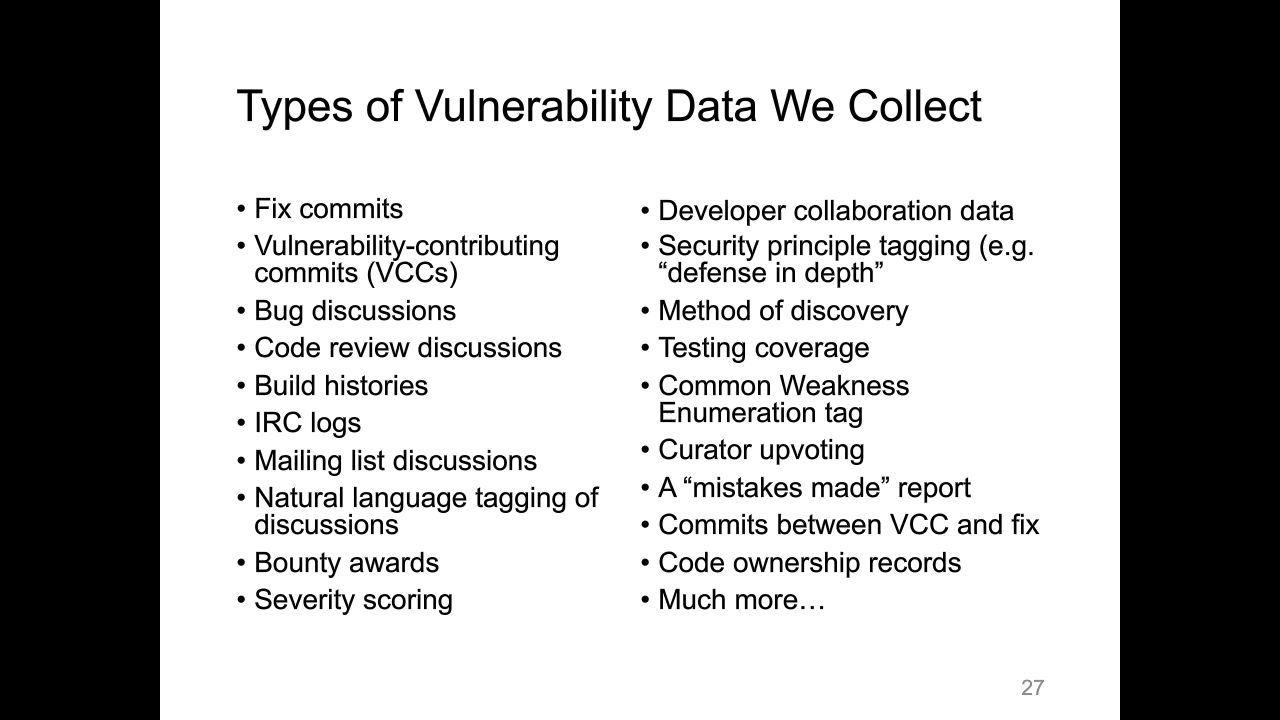 Types of Vulnerability Data We Collect
• Fix commits
• Vulnerability-contributing
commits (VCCs)
• Bug discussions
• Code review discussions
• Build histories
• IRC logs
• Mailing list discussions
• Natural language tagging of
discussions
• Bounty awards
• Severity scoring
• Developer collaboration data
• Security principle tagging (e.g.
“defense in depth”
• Method of discovery
• Testing coverage
• Common Weakness
Enumeration tag
• Curator upvoting
• A “mistakes made” report
• Commits between VCC and fix
• Code ownership records
• Much more…
27